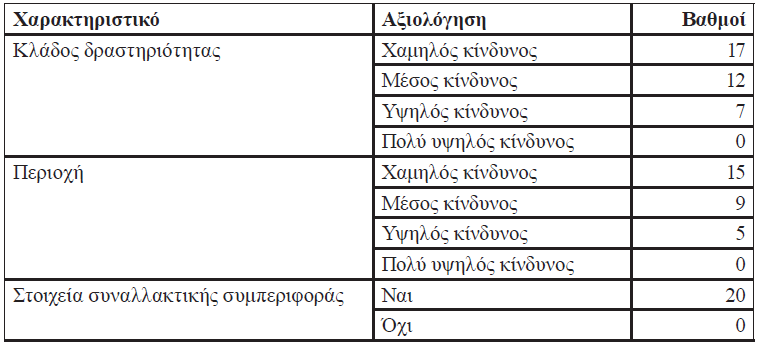 Χαρακτηριστικό Αξιολόγηση Βαθμοί
Κλάδος δραστηριότητας Χαμηλός κίνδυνος 17
Μέσος κίνδυνος 12
Υψηλός κίνδυνος 7
Πολύ υψηλός κίνδυνος 0
Περιοχή Χαμηλός κίνδυνος 15
Μέσος κίνδυνος 9
Υψηλός κίνδυνος 5
Πολύ υψηλός κίνδυνος 0
Στοιχεία συναλλακτικής συμπεριφοράς Ναι 20
Όχι 0